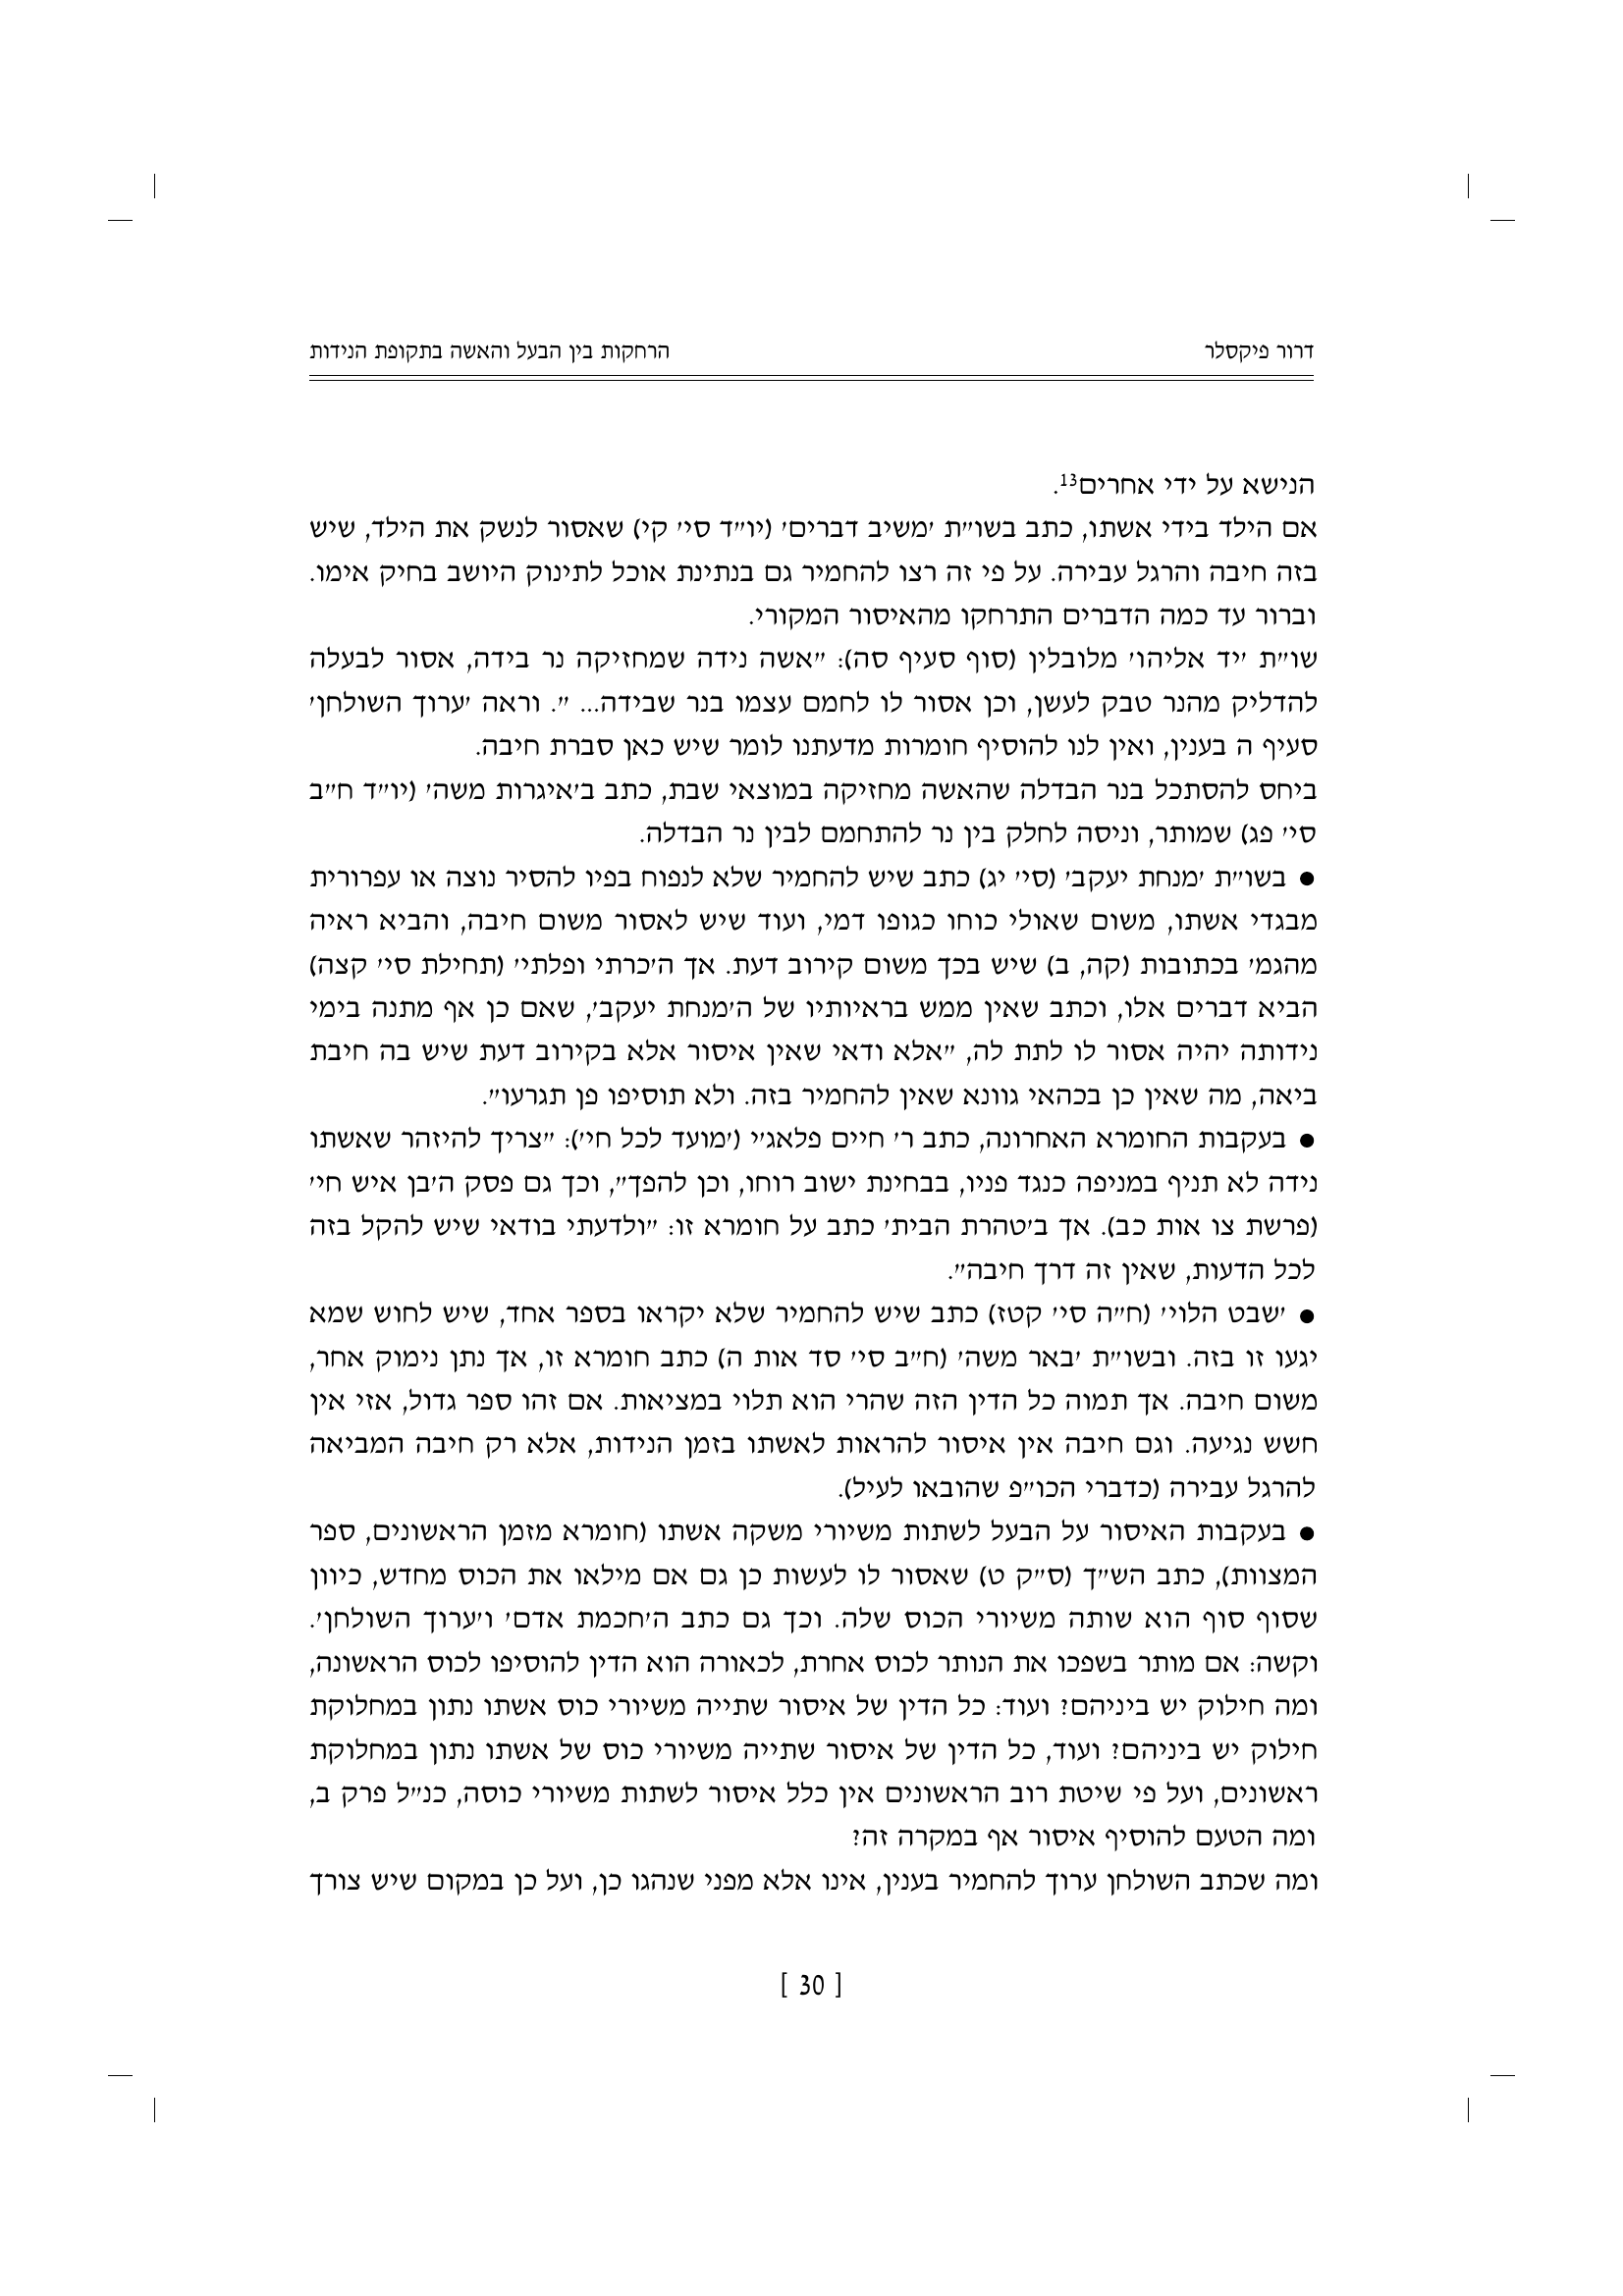 דרור פיקסלר
הרחקות בין הבעל והאשה בתקופת הנידות
הנישא על ידי אחרים13.
אם הילד בידי אשתו, כתב בשו״ת ׳משיב דברים׳ (יו״ד סי׳ קי) שאסור לנשק את הילד, שיש
בזה חיבה והרגל עבירה. על פי זה רצו להחמיר גם בנתינת אוכל לתינוק היושב בחיק אימו.
וברור עד כמה הדברים התרחקו מהאיסור המקורי.
שו״ת ׳יד אליהו׳ מלובלין (סוף סעיף סה): ״אשה נידה שמחזיקה נר בידה, אסור לבעלה
להדליק מהנר טבק לעשן, וכן אסור לו לחמם עצמו בנר שבידה... ״. וראה ׳ערוך השולחן׳
סעיף ה בענין, ואין לנו להוסיף חומרות מדעתנו לומר שיש כאן סברת חיבה.
ביחס להסתכל בנר הבדלה שהאשה מחזיקה במוצאי שבת, כתב ב׳איגרות משה׳ (יו״ד ח״ב
סי׳ פג) שמותר, וניסה לחלק בין נר להתחמם לבין נר הבדלה.
● בשו״ת ׳מנחת יעקב׳ (סי׳ יג) כתב שיש להחמיר שלא לנפוח בפיו להסיר נוצה או עפרורית
מבגדי אשתו, משום שאולי כוחו כגופו דמי, ועוד שיש לאסור משום חיבה, והביא ראיה
מהגמ׳ בכתובות (קה, ב) שיש בכך משום קירוב דעת. אך ה׳כרתי ופלתי׳ (תחילת סי׳ קצה)
הביא דברים אלו, וכתב שאין ממש בראיותיו של ה׳מנחת יעקב׳, שאם כן אף מתנה בימי
נידותה יהיה אסור לו לתת לה, ״אלא ודאי שאין איסור אלא בקירוב דעת שיש בה חיבת
ביאה, מה שאין כן בכהאי גוונא שאין להחמיר בזה. ולא תוסיפו פן תגרעו״.
● בעקבות החומרא האחרונה, כתב ר׳ חיים פלאג׳י (׳מועד לכל חי׳): ״צריך להיזהר שאשתו
נידה לא תניף במניפה כנגד פניו, בבחינת ישוב רוחו, וכן להפך״, וכך גם פסק ה׳בן איש חי׳
(פרשת צו אות כב). אך ב׳טהרת הבית׳ כתב על חומרא זו: ״ולדעתי בודאי שיש להקל בזה
לכל הדעות, שאין זה דרך חיבה״.
● ׳שבט הלוי׳ (ח״ה סי׳ קטז) כתב שיש להחמיר שלא יקראו בספר אחד, שיש לחוש שמא
יגעו זו בזה. ובשו״ת ׳באר משה׳ (ח״ב סי׳ סד אות ה) כתב חומרא זו, אך נתן נימוק אחר,
משום חיבה. אך תמוה כל הדין הזה שהרי הוא תלוי במציאות. אם זהו ספר גדול, אזי אין
חשש נגיעה. וגם חיבה אין איסור להראות לאשתו בזמן הנידות, אלא רק חיבה המביאה
להרגל עבירה (כדברי הכו״פ שהובאו לעיל).
● בעקבות האיסור על הבעל לשתות משיורי משקה אשתו (חומרא מזמן הראשונים, ספר
המצוות), כתב הש״ך (ס״ק ט) שאסור לו לעשות כן גם אם מילאו את הכוס מחדש, כיוון
שסוף סוף הוא שותה משיורי הכוס שלה. וכך גם כתב ה׳חכמת אדם׳ ו׳ערוך השולחן׳.
וקשה: אם מותר בשפכו את הנותר לכוס אחרת, לכאורה הוא הדין להוסיפו לכוס הראשונה,
ומה חילוק יש ביניהם? ועוד: כל הדין של איסור שתייה משיורי כוס אשתו נתון במחלוקת
חילוק יש ביניהם? ועוד, כל הדין של איסור שתייה משיורי כוס של אשתו נתון במחלוקת
ראשונים, ועל פי שיטת רוב הראשונים אין כלל איסור לשתות משיורי כוסה, כנ״ל פרק ב,
ומה הטעם להוסיף איסור אף במקרה זה?
ומה שכתב השולחן ערוך להחמיר בענין, אינו אלא מפני שנהגו כן, ועל כן במקום שיש צורך
[ 30 ]